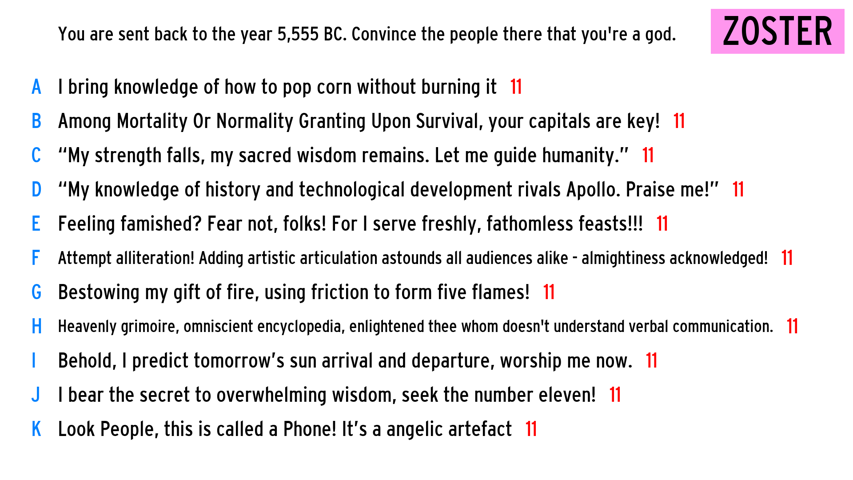 You are sent back to the year 5,555 BC. Convince the people there that you're a god.
ZOSTER
A I bring knowledge of how to pop corn without burning it 11
B Among Mortality Or Normality Granting Upon Survival, your capitals are key! 11
C “My strength falls, my sacred wisdom remains. Let me guide humanity.” 11
D “My knowledge of history and technological development rivals Apollo. Praise me!” 11
E Feeling famished? Fear not, folks! For I serve freshly, fathomless feasts!!! 11
F Attempt alliteration! Adding artistic articulation astounds all audiences alike - almightiness acknowledged! 11
G Bestowing my gift of fire, using friction to form five flames! 11
H Heavenly grimoire, omniscient encyclopedia, enlightened thee whom doesn't understand verbal communication. 11
I Behold, I predict tomorrow’s sun arrival and departure, worship me now. 11
J I bear the secret to overwhelming wisdom, seek the number eleven! 11
K Look People, this is called a Phone! It’s a angelic artefact 11